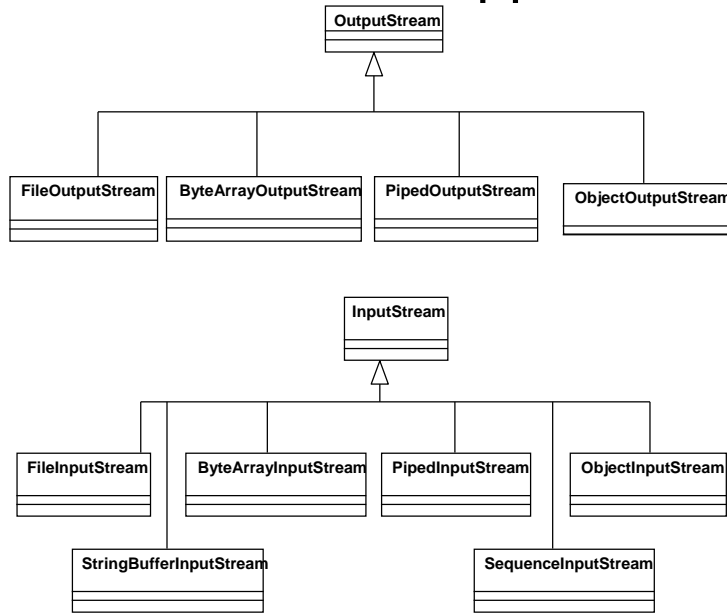 OutputStream
FileOutputStream ByteArrayOutputStream PipedOutputStream ObjectOutputStream
InputStream
FileInputStream ByteArrayInputStream PipedInputStream ObjectInputStream
StringBufferInputStream SequenceInputStream